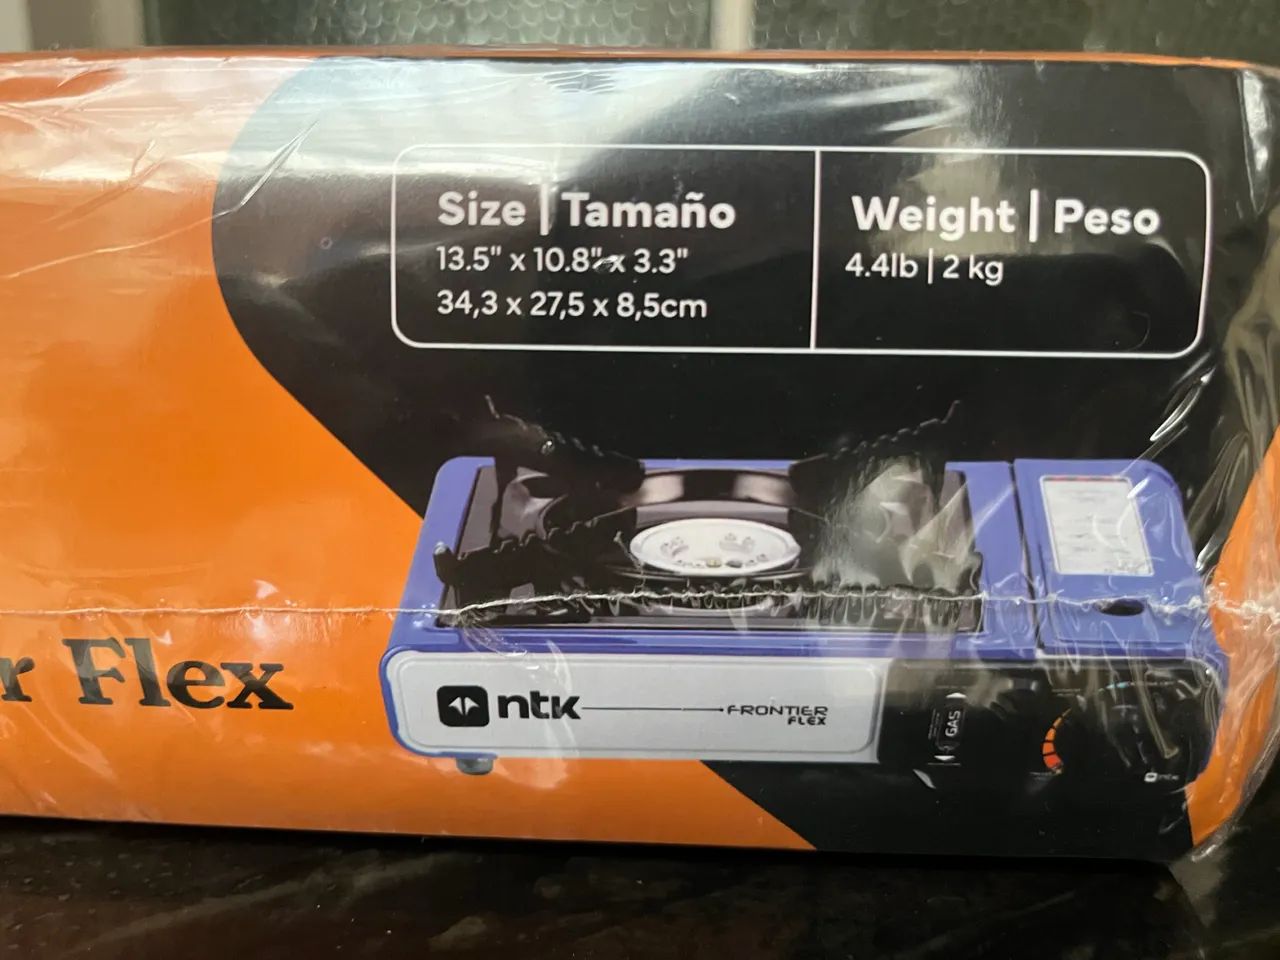 Size | Tamaño
13.5" x 10.8" x 3.3"
34,3 x 27,5 x 8,5cm
Weight | Peso
4.4lb | 2 kg
r Flex
ntk
FRONTIER
FLEX
GAS